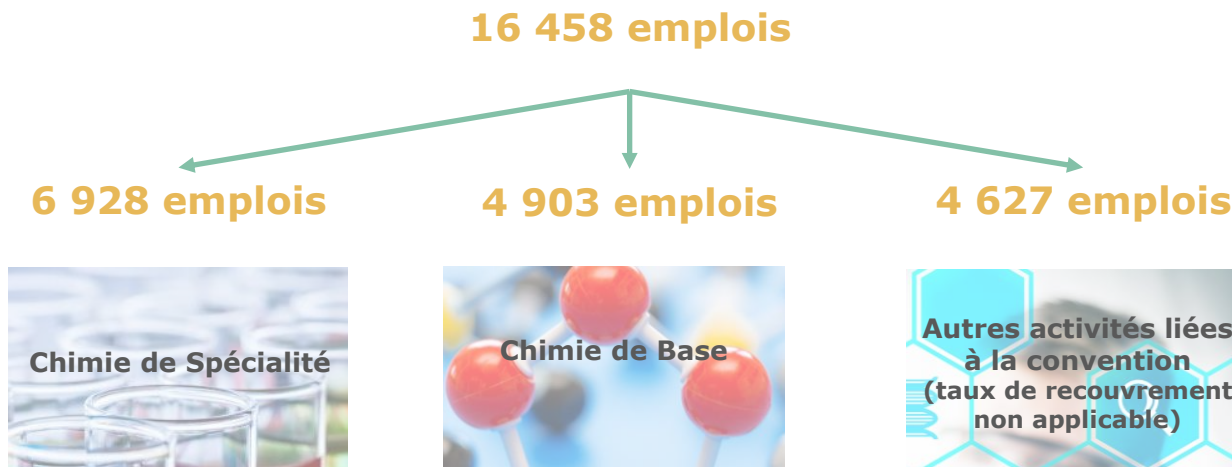 16 458 emplois
6 928 emplois
4 903 emplois
4 627 emplois
Chimie de Spécialité
Chimie de Base
Autres activités liées
à la convention
(taux de recouvrement
non applicable)